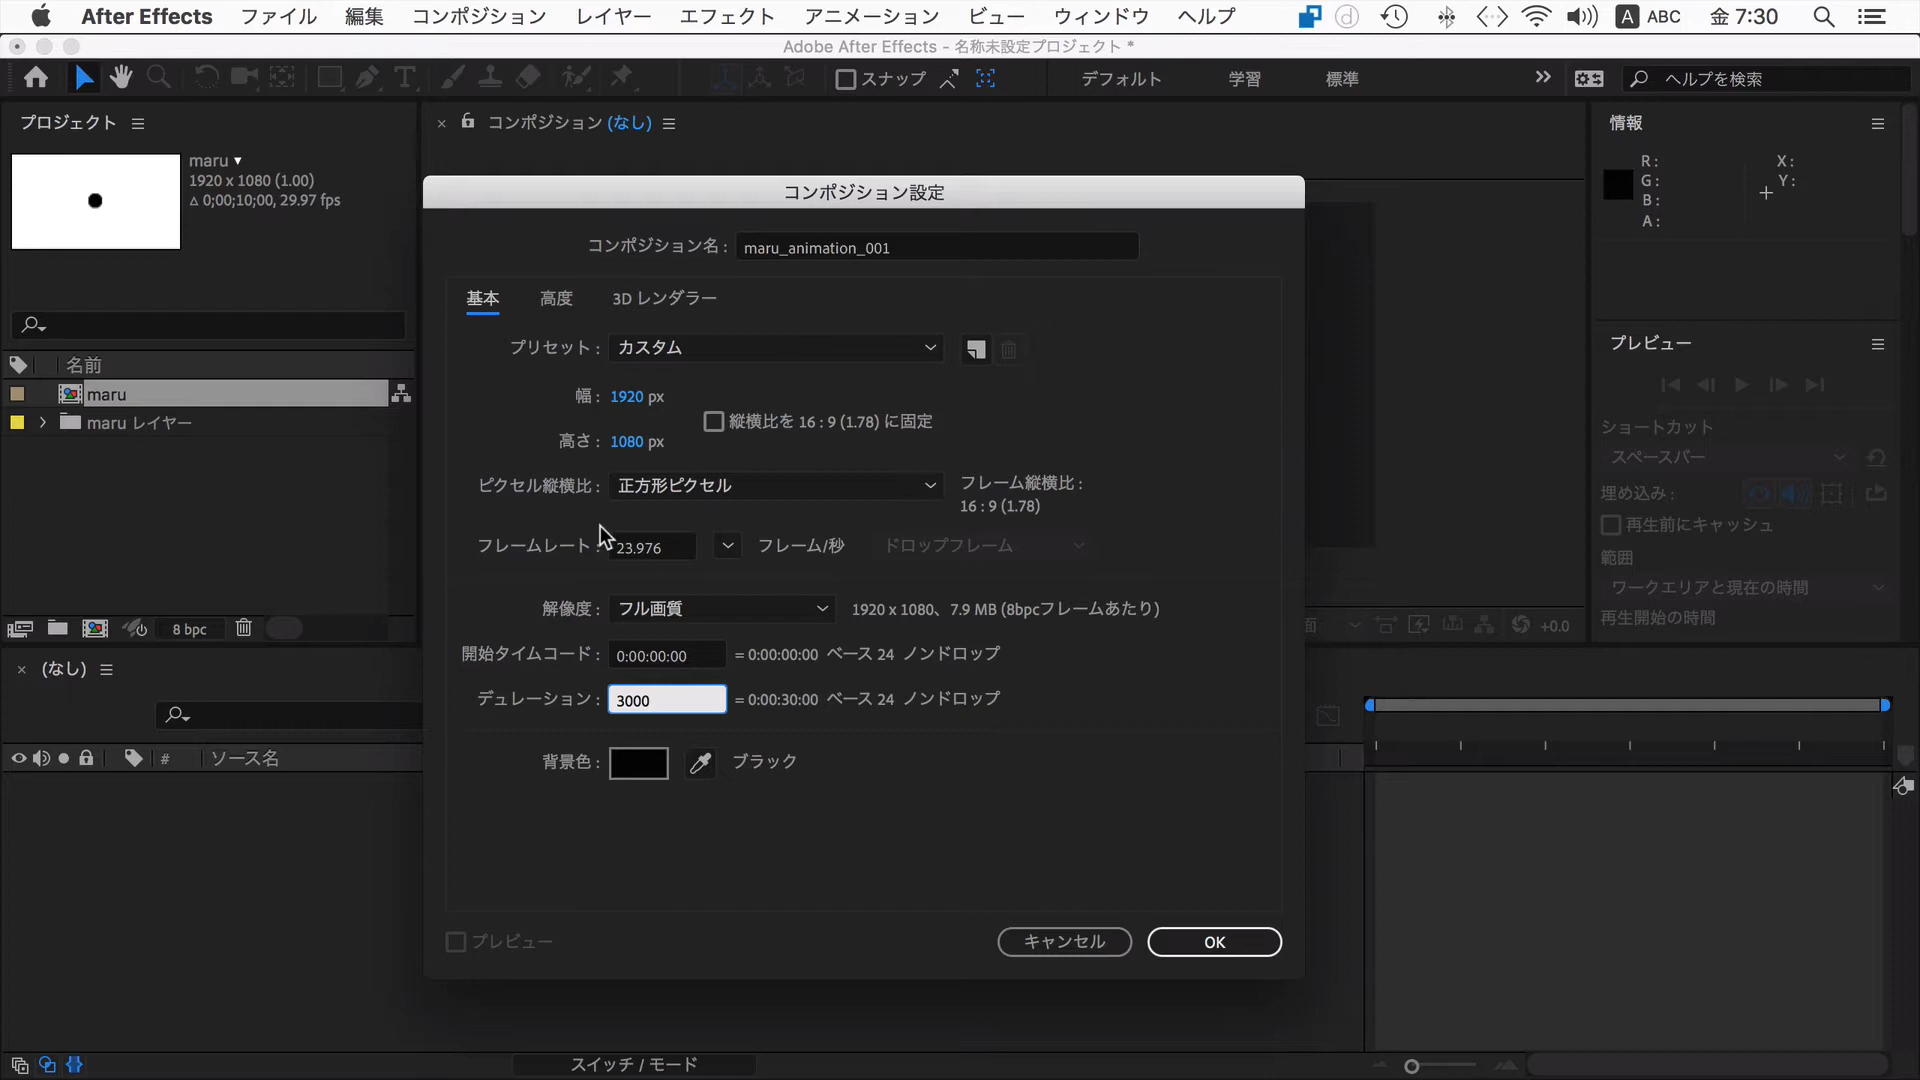 After Effects ファイル 編集 コンポジション レイヤー エフェクト アニメーション ビュー ウィンドウ ヘルプ A ABC 金 7:30
Adobe After Effects - 名称未設定プロジェクト *
スナップ デフォルト 学習 標準 ヘルプを検索
プロジェクト
maru ▼
1920 x 1080 (1.00)
Δ 0;00;10;00, 29.97 fps
名前
maru
maru レイヤー
8 bpc
× コンポジション (なし)
コンポジション設定
コンポジション名 : maru_animation_001
基本 高度 3D レンダラー
プリセット : カスタム
幅 : 1920 px
縦横比を 16 : 9 (1.78) に固定
高さ : 1080 px
ピクセル縦横比 : 正方形ピクセル
フレーム縦横比 :
16 : 9 (1.78)
フレームレート : 23.976 フレーム/秒 ドロップフレーム
解像度 : フル画質 1920 x 1080、7.9 MB (8bpcフレームあたり)
開始タイムコード : 0:00:00:00 = 0:00:00:00 ベース 24 ノンドロップ
デュレーション : 3000 = 0:00:30:00 ベース 24 ノンドロップ
背景色 : ブラック
プレビュー
キャンセル OK
情報
R :
G :
B :
A :
X :
Y :
プレビュー
ショートカット
スペースバー
埋め込み :
再生前にキャッシュ
範囲
ワークエリアと現在の時間
再生開始の時間
面 +0.0
× (なし)
# ソース名
スイッチ / モード